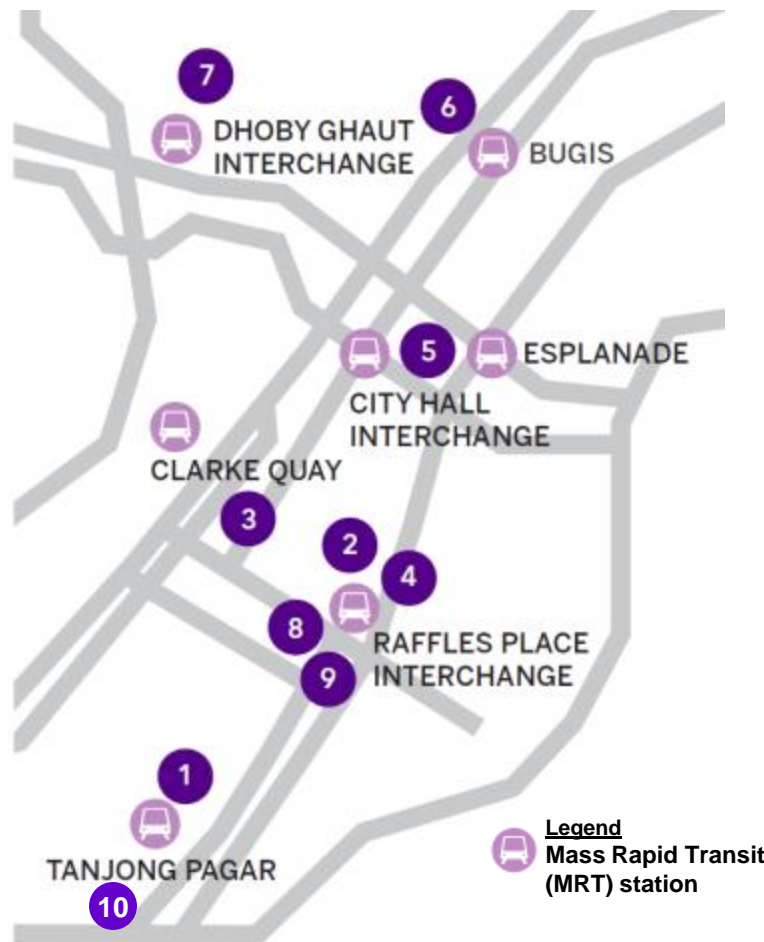 7
6
DHOBY GHAUT
INTERCHANGE
BUGIS
5
ESPLANADE
CITY HALL
INTERCHANGE
CLARKE QUAY
3
2
4
8
RAFFLES PLACE
INTERCHANGE
9
1
TANJONG PAGAR
10
Legend
Mass Rapid Transit
(MRT) station